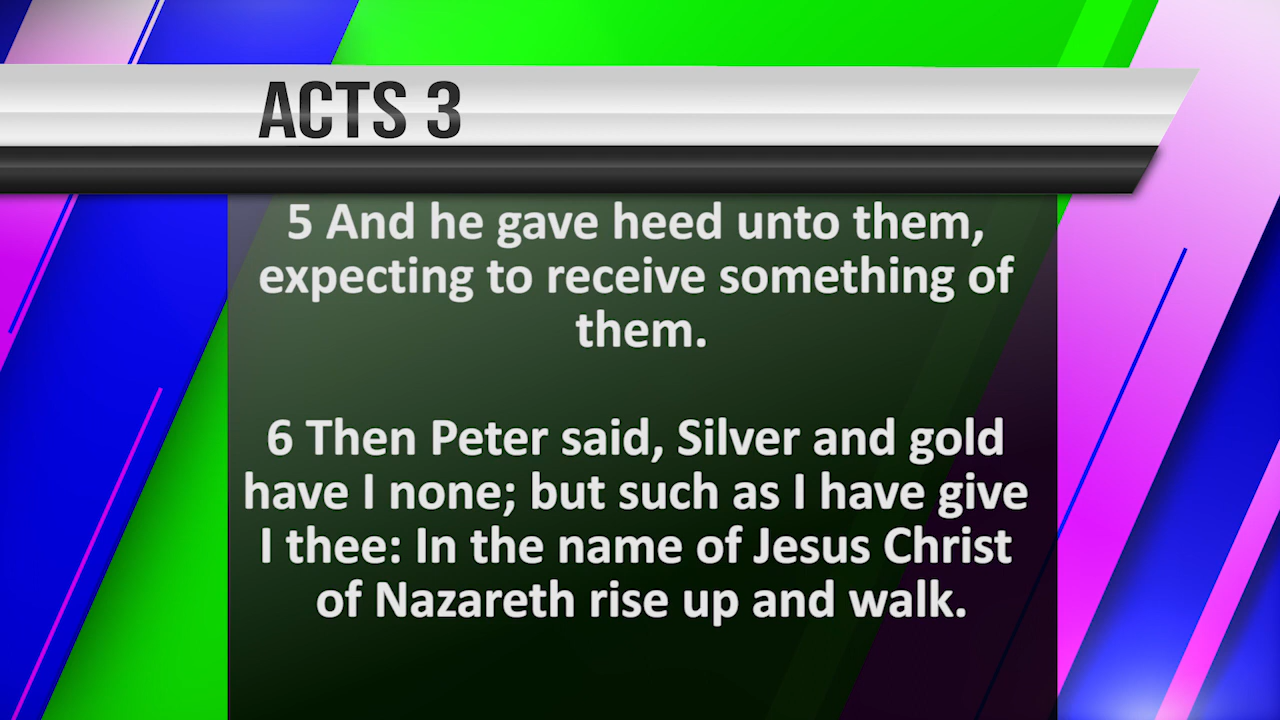 ACTS 3
5 And he gave heed unto them,
expecting to receive something of
them.
6 Then Peter said, Silver and gold
have I none; but such as I have give
I thee: In the name of Jesus Christ
of Nazareth rise up and walk.